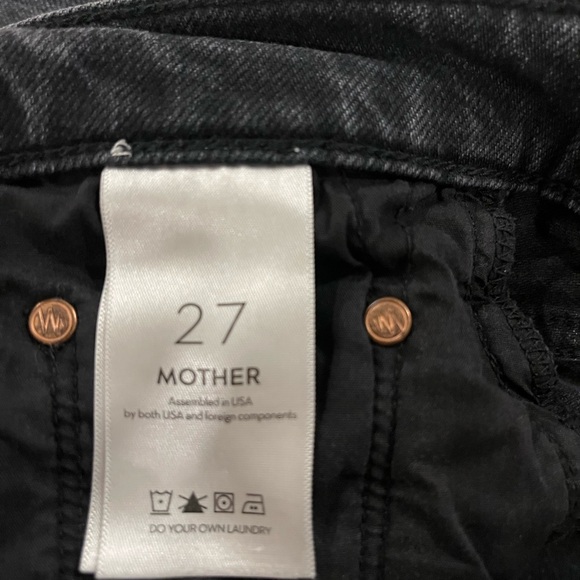 27
MOTHER
Assembled in USA
by both USA and foreign components
DO YOUR OWN LAUNDRY